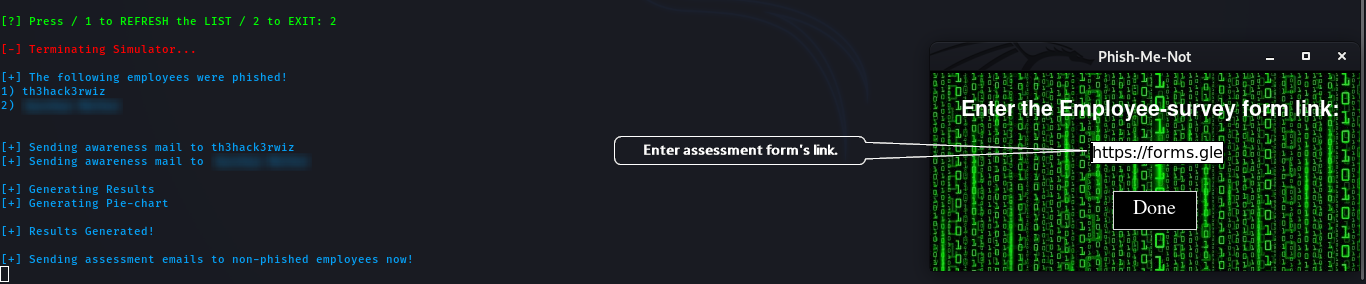 [?] Press / 1 to REFRESH the LIST / 2 to EXIT: 2
[-] Terminating Simulator...
[+] The following employees were phished!
1) th3hack3rwiz
2)
[+] Sending awareness mail to th3hack3rwiz
[+] Sending awareness mail to
[+] Generating Results
[+] Generating Pie-chart
[+] Results Generated!
[+] Sending assessment emails to non-phished employees now!
Enter assessment form's link.
Phish-Me-Not
Enter the Employee-survey form link:
https://forms.gle
Done